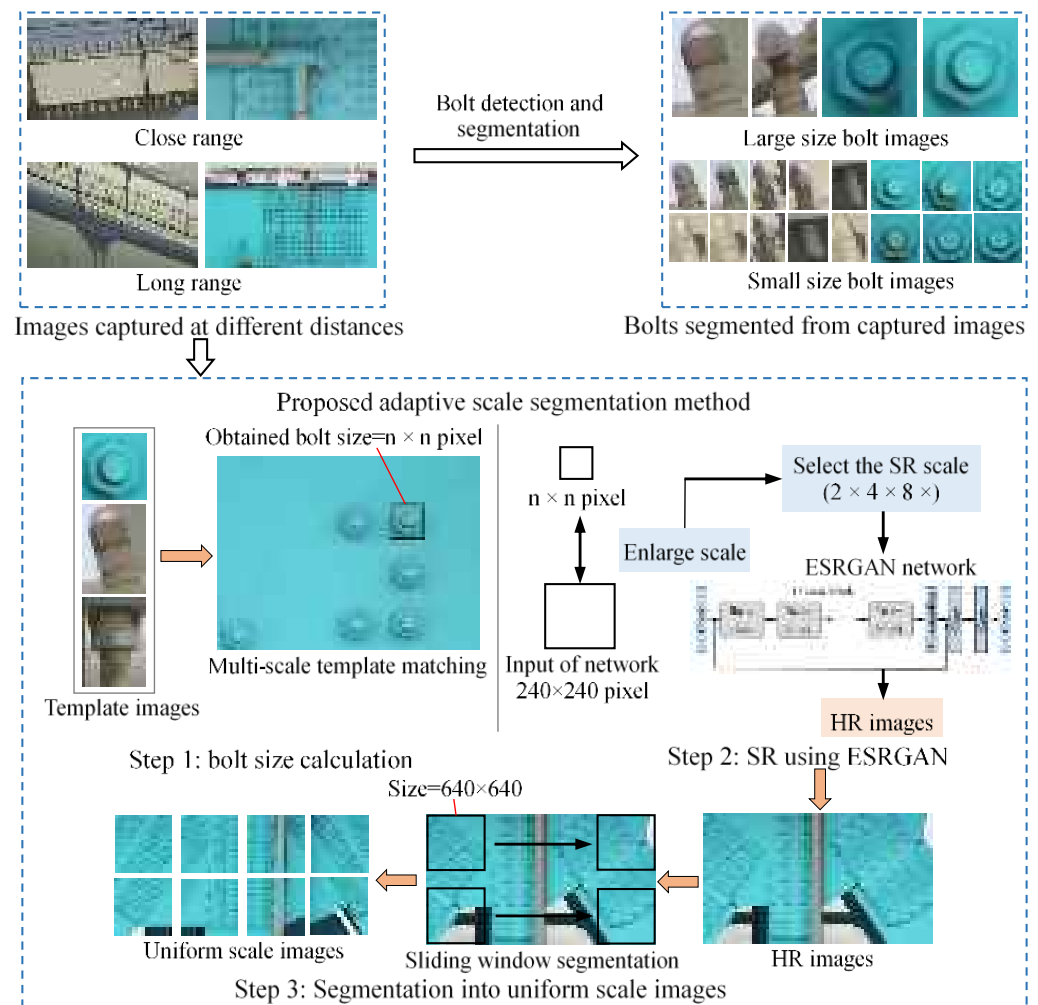 Bolt detection and
segmentation
Close range
Large size bolt images
Long range
Small size bolt images
Images captured at different distances
Bolts segmented from captured images
Proposed adaptive scale segmentation method
Obtained bolt size=n × n pixel
Select the SR scale
(2 × 4 × 8 ×)
n × n pixel
Enlarge scale
ESRGAN network
Multi-scale template matching
Input of network
240×240 pixel
Template images
HR images
Step 1: bolt size calculation
Step 2: SR using ESRGAN
Size=640×640
Uniform scale images
Sliding window segmentation
HR images
Step 3: Segmentation into uniform scale images